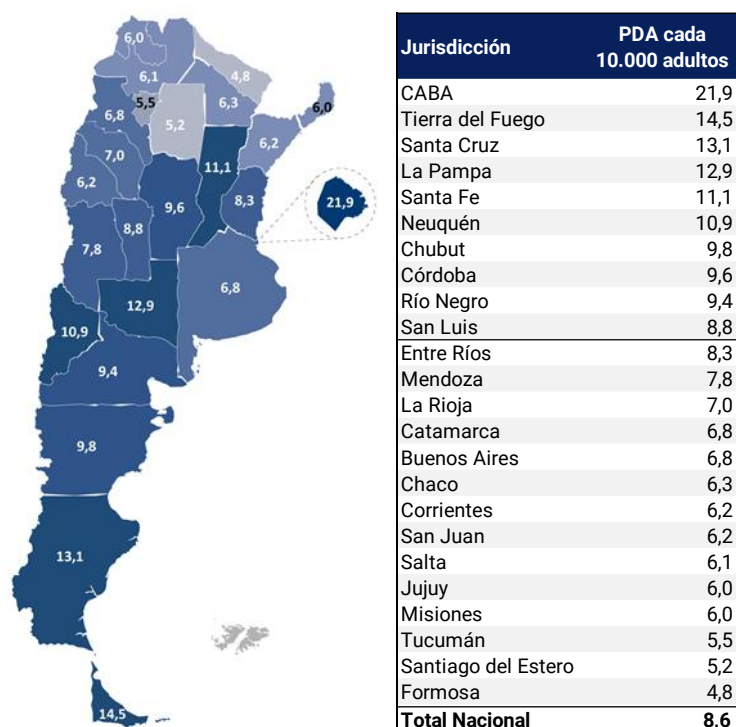 6,0
6,1
4,8
5,5
6,3
6,0
6,8
5,2
7,0
6,2
11,1
6,2
9,6
8,3
21,9
8,8
7,8
6,8
12,9
10,9
9,4
9,8
13,1
14,5
Jurisdicción PDA cada
10.000 adultos
CABA 21,9
Tierra del Fuego 14,5
Santa Cruz 13,1
La Pampa 12,9
Santa Fe 11,1
Neuquén 10,9
Chubut 9,8
Córdoba 9,6
Río Negro 9,4
San Luis 8,8
Entre Ríos 8,3
Mendoza 7,8
La Rioja 7,0
Catamarca 6,8
Buenos Aires 6,8
Chaco 6,3
Corrientes 6,2
San Juan 6,2
Salta 6,1
Jujuy 6,0
Misiones 6,0
Tucumán 5,5
Santiago del Estero 5,2
Formosa 4,8
Total Nacional 8,6